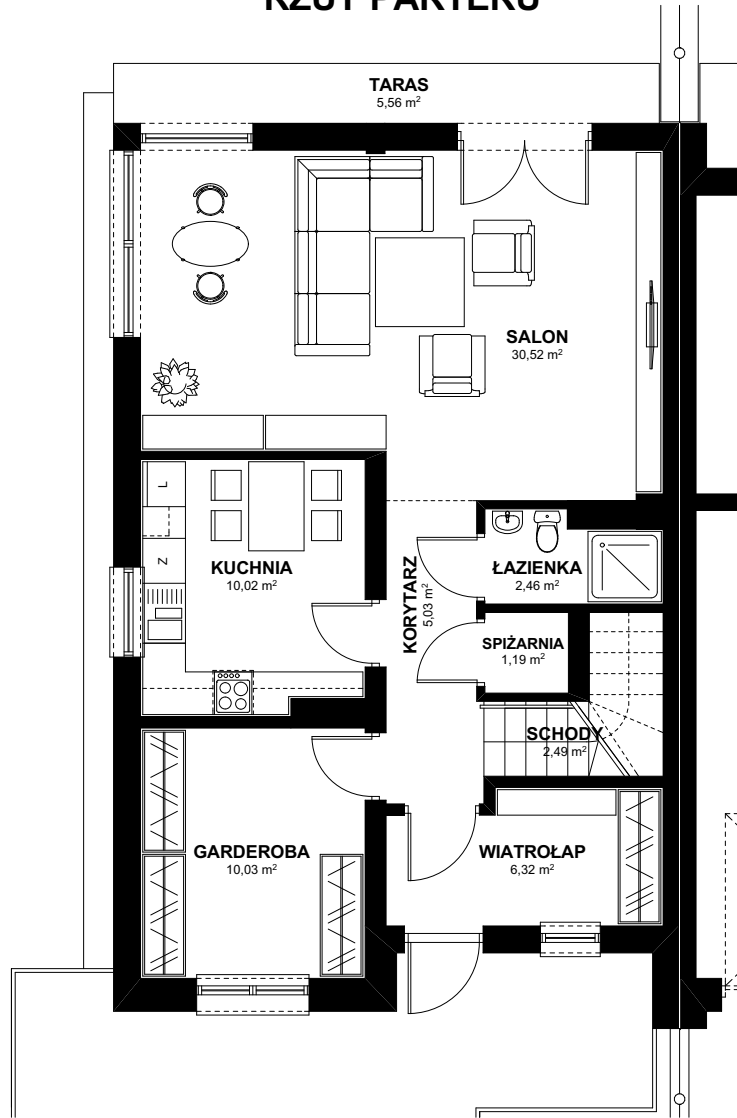 RZUT PARTERU
TARAS
5,56 m²
SALON
30,52 m²
L
KUCHNIA
10,02 m²
Z
KORYTARZ
5,03 m²
ŁAZIENKA
2,46 m²
SPIŻARNIA
1,19 m²
SCHODY
2,49 m²
GARDEROBA
10,03 m²
WIATROŁAP
6,32 m²